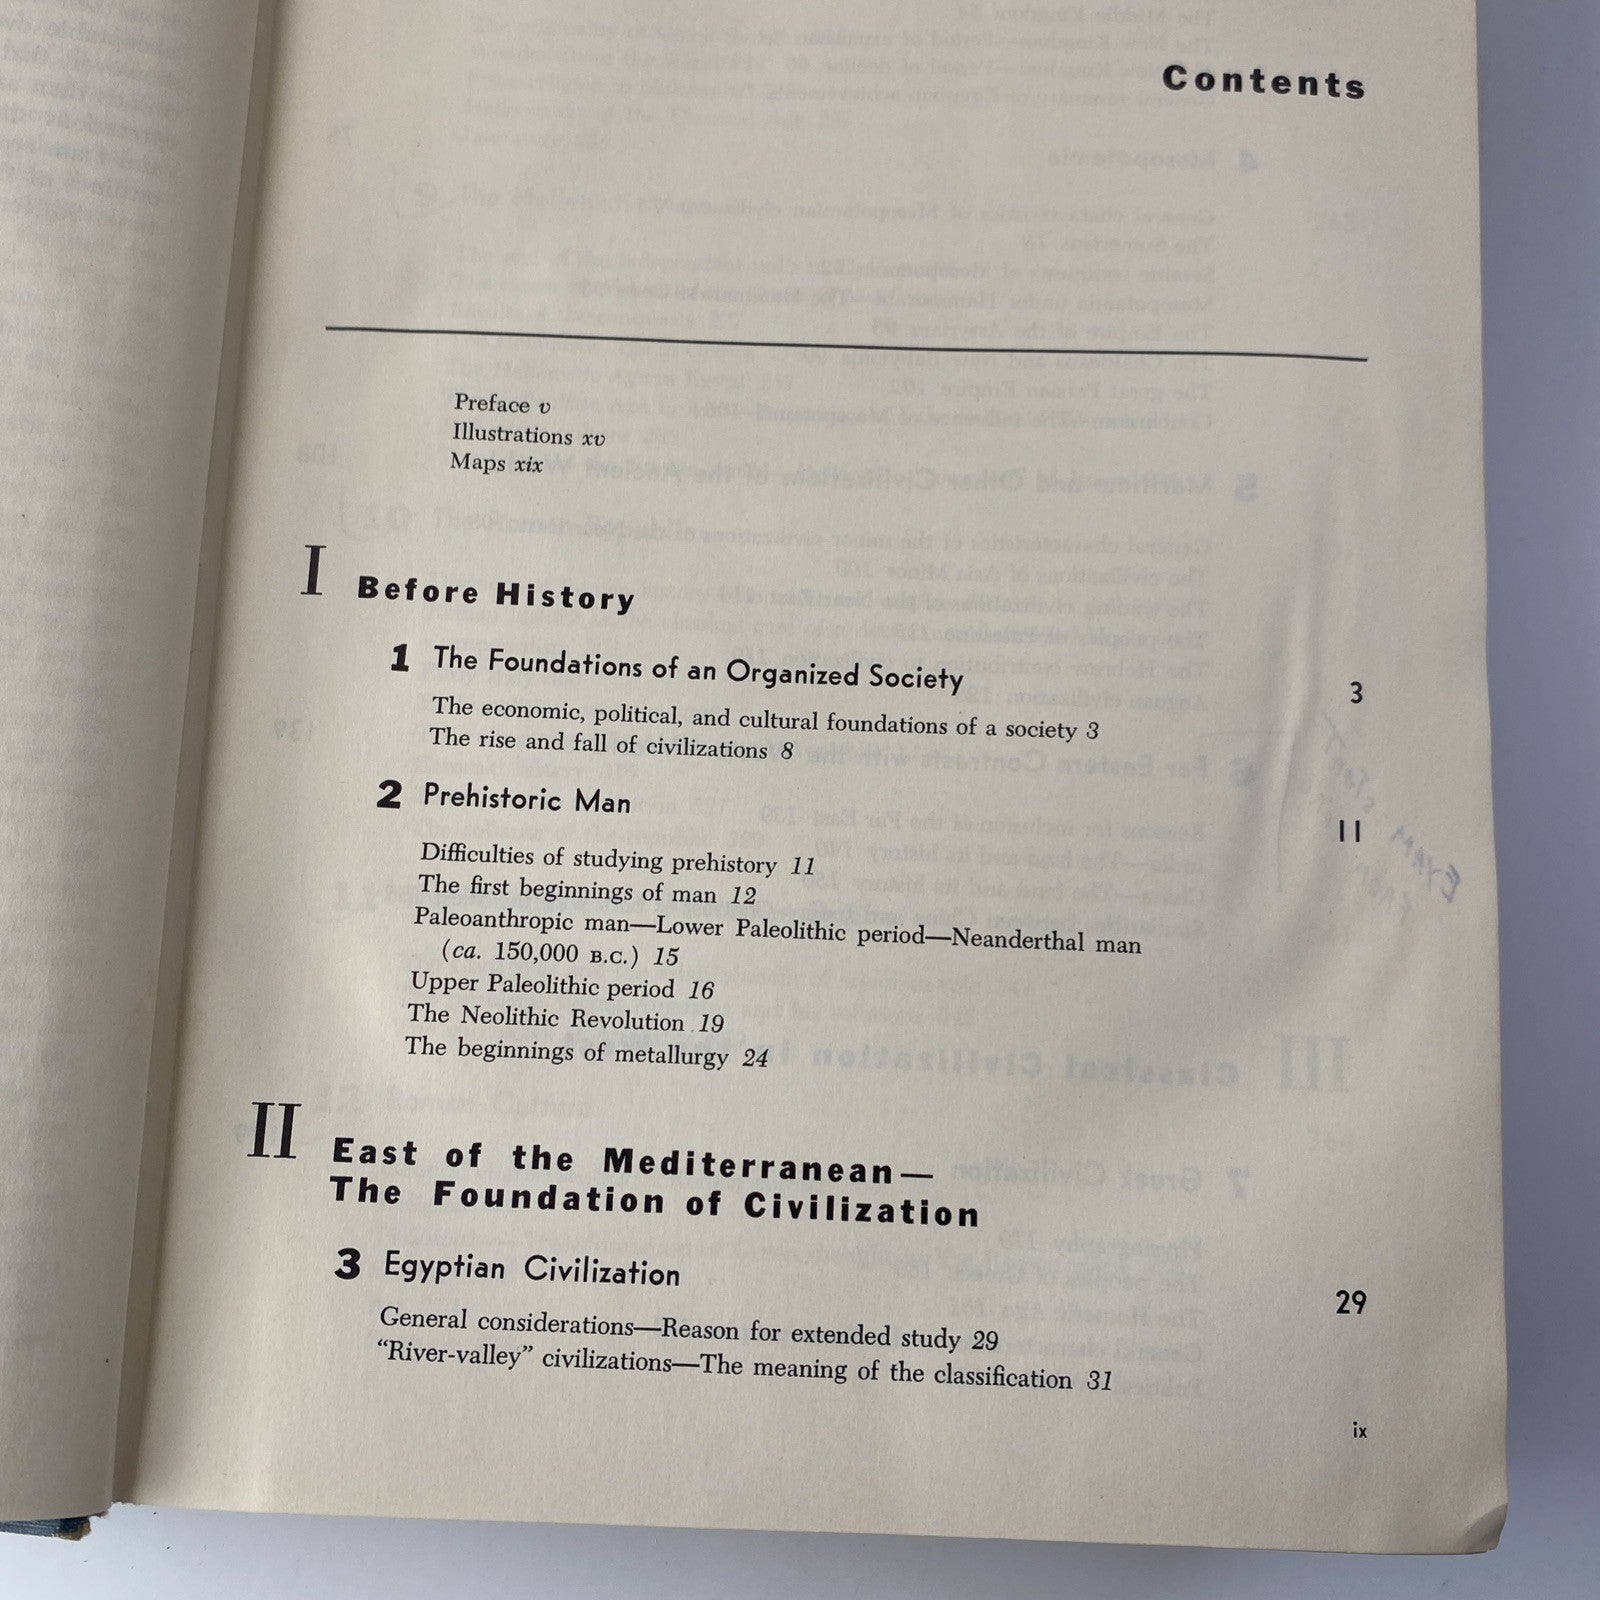 Contents
Preface v
Illustrations xv
Maps xix
I Before History
1 The Foundations of an Organized Society 3
The economic, political, and cultural foundations of a society 3
The rise and fall of civilizations 8
2 Prehistoric Man 11
Difficulties of studying prehistory 11
The first beginnings of man 12
Paleoanthropic man—Lower Paleolithic period—Neanderthal man
(ca. 150,000 B.C.) 15
Upper Paleolithic period 16
The Neolithic Revolution 19
The beginnings of metallurgy 24
II East of the Mediterranean—
The Foundation of Civilization
3 Egyptian Civilization 29
General considerations—Reason for extended study 29
"River-valley" civilizations—The meaning of the classification 31
ix